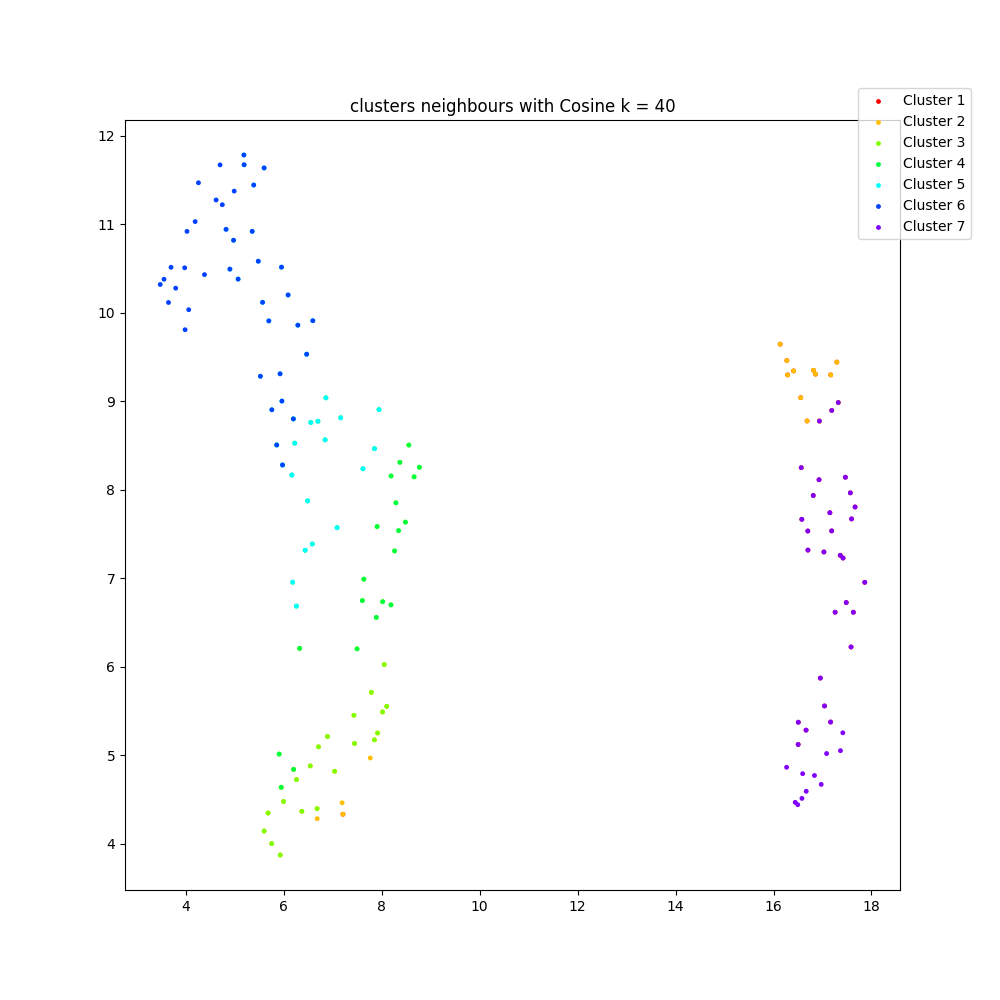 clusters neighbours with Cosine k = 40
Cluster 1
Cluster 2
Cluster 3
Cluster 4
Cluster 5
Cluster 6
Cluster 7
12
11
10
9
8
7
6
5
4
4 6 8 10 12 14 16 18